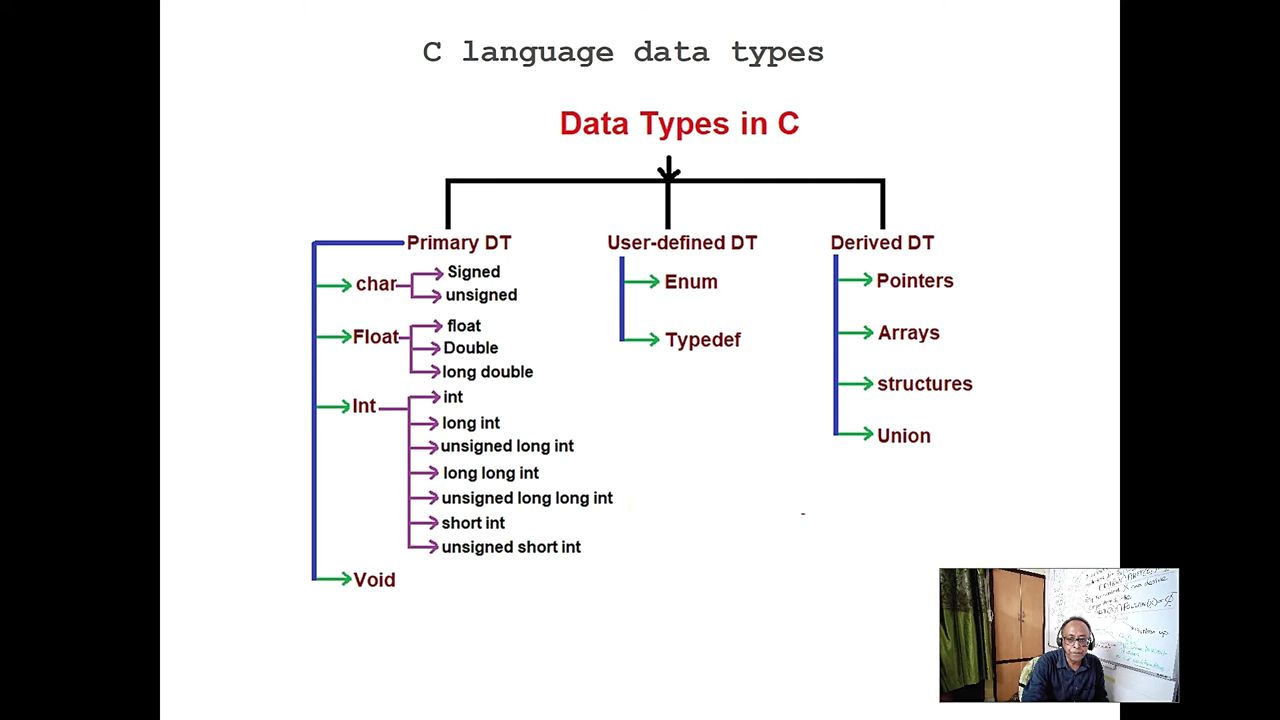 C language data types
Data Types in C
Primary DT
char
Signed
unsigned
Float
float
Double
long double
Int
int
long int
unsigned long int
long long int
unsigned long long int
short int
unsigned short int
Void
User-defined DT
Enum
Typedef
Derived DT
Pointers
Arrays
structures
Union